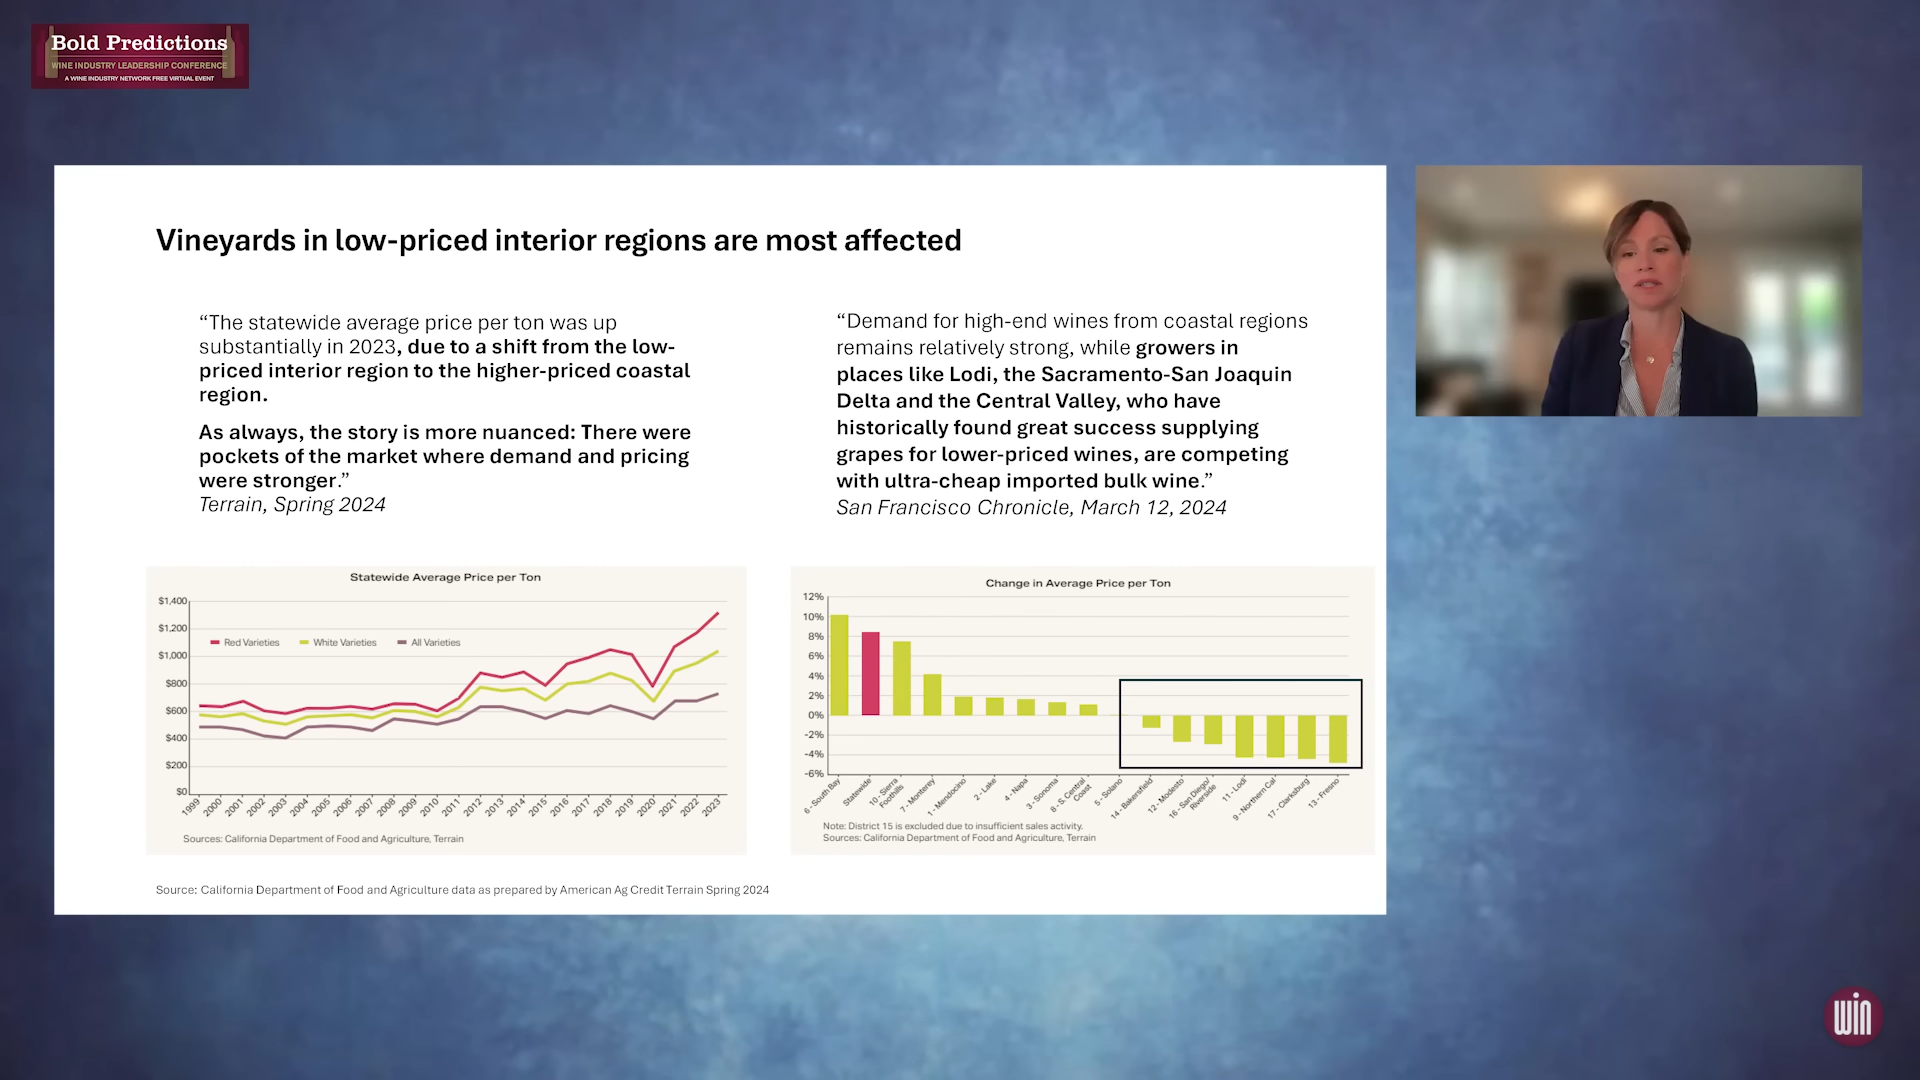 Bold Predictions
WINE INDUSTRY LEADERSHIP CONFERENCE
A WINE INDUSTRY NETWORK FREE VIRTUAL EVENT
Vineyards in low-priced interior regions are most affected
“The statewide average price per ton was up
substantially in 2023, due to a shift from the low-
priced interior region to the higher-priced coastal
region.
As always, the story is more nuanced: There were
pockets of the market where demand and pricing
were stronger.”
Terrain, Spring 2024
“Demand for high-end wines from coastal regions
remains relatively strong, while growers in
places like Lodi, the Sacramento-San Joaquin
Delta and the Central Valley, who have
historically found great success supplying
grapes for lower-priced wines, are competing
with ultra-cheap imported bulk wine.”
San Francisco Chronicle, March 12, 2024
Statewide Average Price per Ton
$1,400
$1,200
Red Varieties White Varieties All Varieties
$1,000
$800
$600
$400
$200
$0
1999 2000 2001 2002 2003 2004 2005 2006 2007 2008 2009 2010 2011 2012 2013 2014 2015 2016 2017 2018 2019 2020 2021 2022 2023
Sources: California Department of Food and Agriculture, Terrain
Change in Average Price per Ton
12%
10%
8%
6%
4%
2%
0%
-2%
-4%
-6%
6 - South Bay
Statewide
10 - Sierra
Foothills
7 - Monterey
1 - Mendocino
2 - Lake
4 - Napa
3 - Sonoma
8 - S. Central
Coast
5 - Solano
14 - Bakersfield
12 - Modesto
16 - San Diego/
Riverside
11 - Lodi
9 - Northern Cal
17 - Clarksburg
13 - Fresno
Note: District 15 is excluded due to insufficient sales activity.
Sources: California Department of Food and Agriculture, Terrain
Source: California Department of Food and Agriculture data as prepared by American Ag Credit Terrain Spring 2024
win